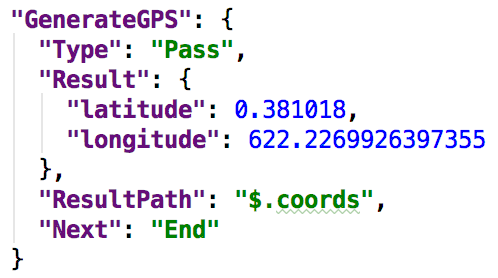 "GenerateGPS": {
  "Type": "Pass",
  "Result": {
    "latitude": 0.381018,
    "longitude": 622.2269926397355
  },
  "ResultPath": "$.coords",
  "Next": "End"
}